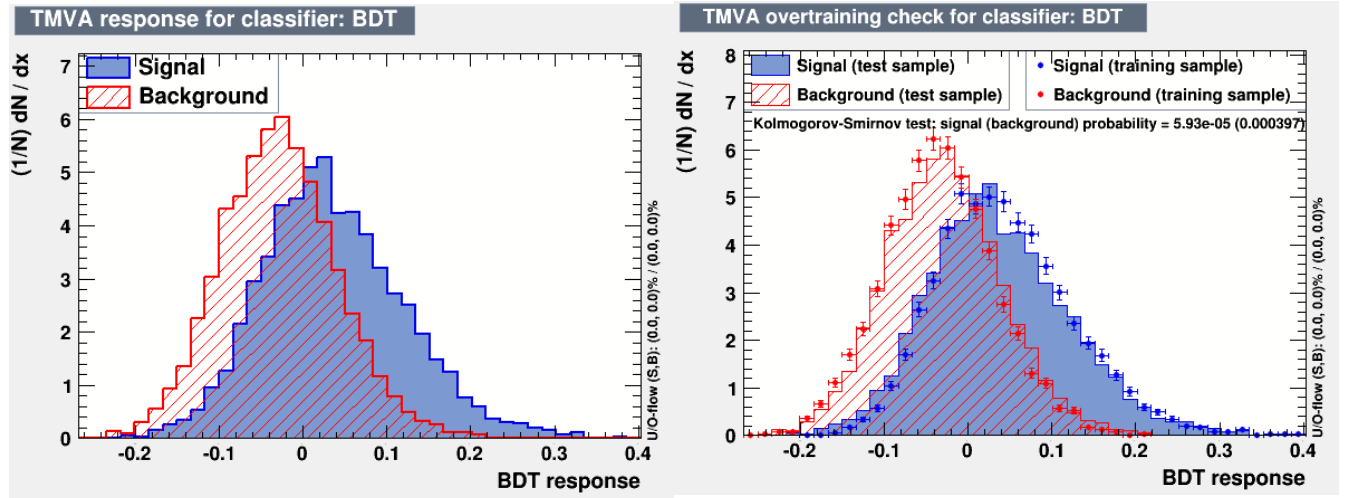 TMVA response for classifier: BDT
(1/N) dN / dx
Signal
Background
7
6
5
4
3
2
1
0
-0.2
-0.1
0
0.1
0.2
0.3
0.4
BDT response
U/O-flow (S,B): (0.0, 0.0)% / (0.0, 0.0)%
TMVA overtraining check for classifier: BDT
(1/N) dN / dx
Signal (test sample)
Background (test sample)
Signal (training sample)
Background (training sample)
Kolmogorov-Smirnov test: signal (background) probability = 5.93e-05 (0.000397)
8
7
6
5
4
3
2
1
0
-0.2
-0.1
0
0.1
0.2
0.3
0.4
BDT response
U/O-flow (S,B): (0.0, 0.0)% / (0.0, 0.0)%